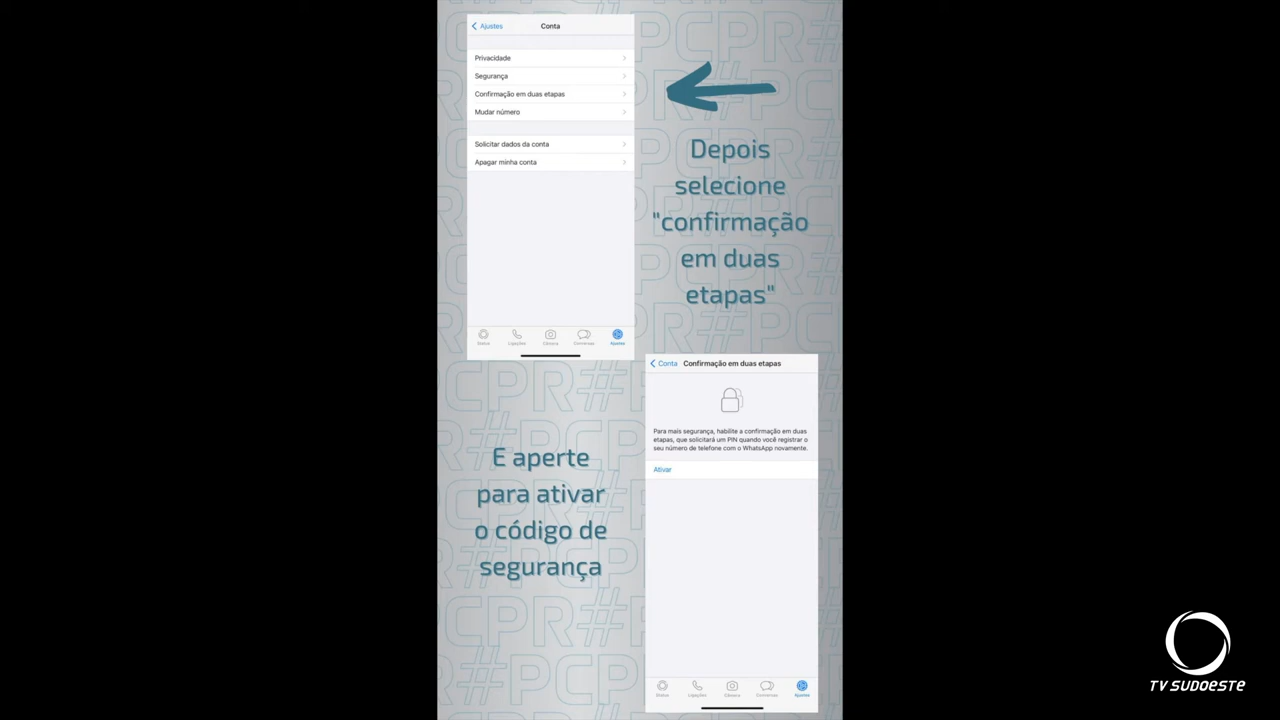 Ajustes
Conta
Privacidade
Segurança
Confirmação em duas etapas
Mudar número
Solicitar dados da conta
Apagar minha conta
Status
Ligações
Câmara
Conversas
Ajustes
Depois
selecione
"confirmação
em duas
etapas"
E aperte
para ativar
o código de
segurança
Conta
Confirmação em duas etapas
Para mais segurança, habilite a confirmação em duas
etapas, que solicitará um PIN quando você registrar o
seu número de telefone com o WhatsApp novamente.
Ativar
Status
Ligações
Câmara
Conversas
Ajustes
#PCPR
TV SUDOESTE